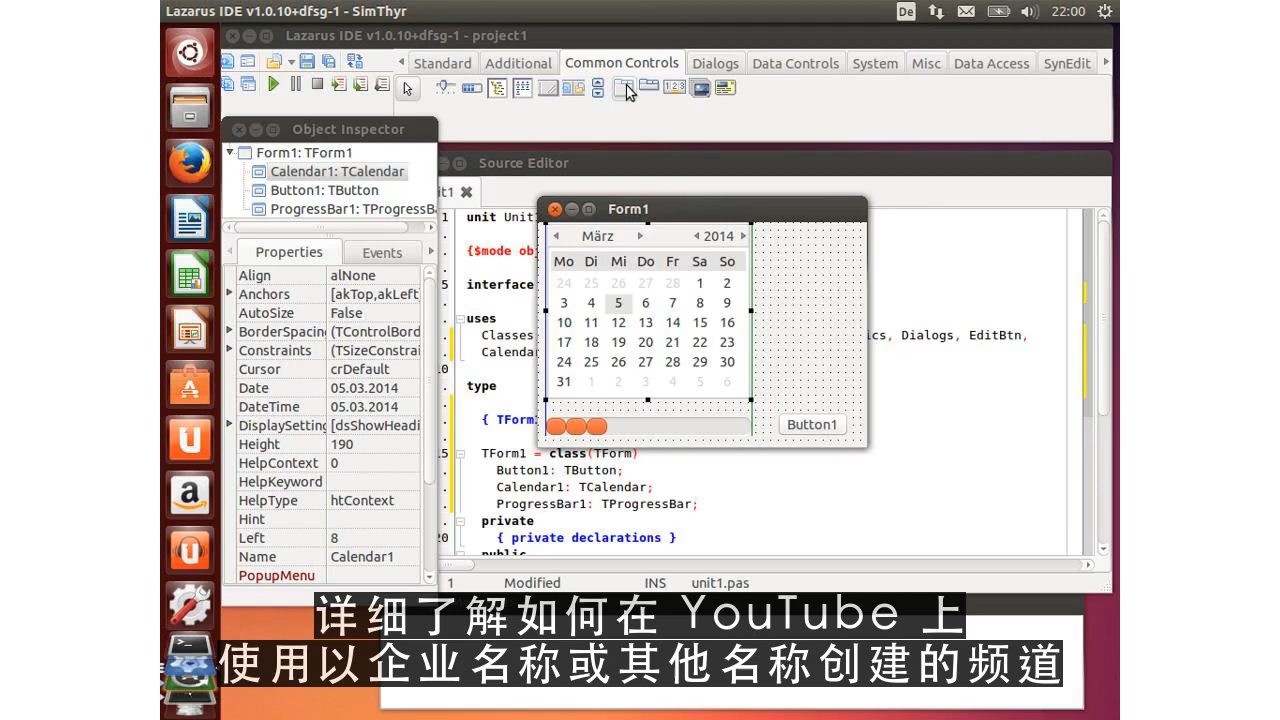 Lazarus IDE v1.0.10+dfsg-1 - SimThyr
De
22:00
Lazarus IDE v1.0.10+dfsg-1 - project1
Standard Additional Common Controls Dialogs Data Controls System Misc Data Access SynEdit
Object Inspector
Form1: TForm1
Calendar1: TCalendar
Button1: TButton
ProgressBar1: TProgressB
Properties Events
Align alNone
Anchors [akTop,akLeft
AutoSize False
BorderSpacin (TControlBord
Constraints (TSizeConstrai
Cursor crDefault
Date 05.03.2014
DateTime 05.03.2014
DisplaySettin [dsShowHeadi
Height 190
HelpContext 0
HelpKeyword
HelpType htContext
Hint
Left 8
Name Calendar1
PopupMenu
Source Editor
unit Unit
{$mode ob
interface
uses
Classes
, Dialogs, EditBtn,
Calenda
type
{ TForm
TForm1 = class(TForm)
Button1: TButton;
Calendar1: TCalendar;
ProgressBar1: TProgressBar;
private
{ private declarations }
public
1 Modified INS unit1.pas
Form1
März 2014
Mo Di Mi Do Fr Sa So
24 25 26 27 28 1 2
3 4 5 6 7 8 9
10 11 12 13 14 15 16
17 18 19 20 21 22 23
24 25 26 27 28 29 30
31 1 2 3 4 5 6
Button1
详细了解如何在 YouTube 上
使用以企业名称或其他名称创建的频道